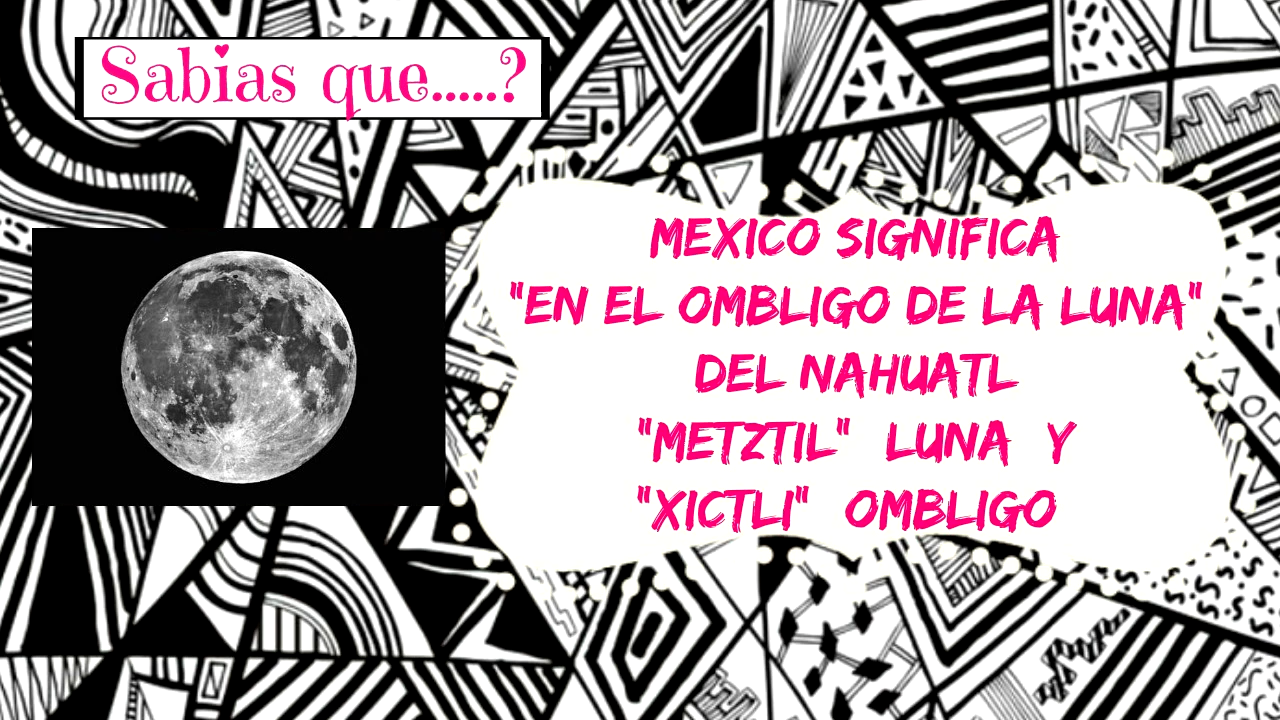 Sabias que.....?
MEXICO SIGNIFICA
"EN EL OMBLIGO DE LA LUNA"
DEL NAHUATL
"METZTIL" LUNA Y
"XICTLI" OMBLIGO